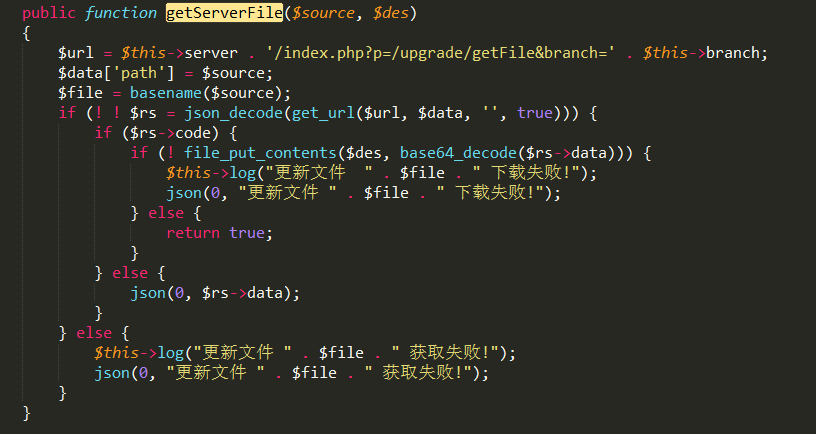 public function getServerFile($source, $des)
{
    $url = $this->server . '/index.php?p=/upgrade/getFile&branch=' . $this->branch;
    $data['path'] = $source;
    $file = basename($source);
    if (! ! $rs = json_decode(get_url($url, $data, '', true))) {
        if ($rs->code) {
            if (! file_put_contents($des, base64_decode($rs->data))) {
                $this->log("更新文件  " . $file . " 下载失败!");
                json(0, "更新文件 " . $file . " 下载失败!");
            } else {
                return true;
            }
        } else {
            json(0, $rs->data);
        }
    } else {
        $this->log("更新文件 " . $file . " 获取失败!");
        json(0, "更新文件 " . $file . " 获取失败!");
    }
}